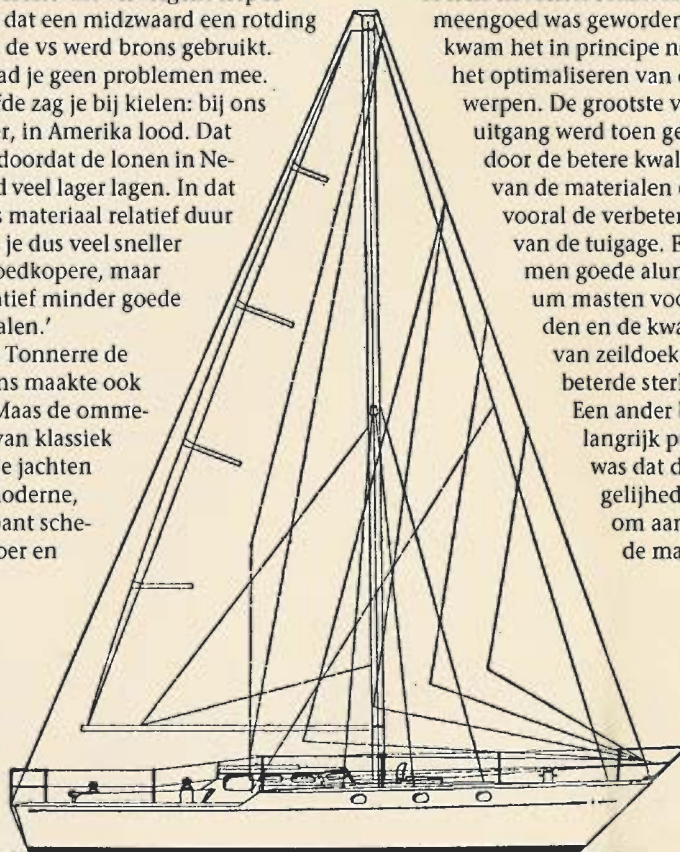 dat een midzwaard een rotding
de vs werd brons gebruikt.
ad je geen problemen mee.
fde zag je bij kielen: bij ons
r, in Amerika lood. Dat
doordat de lonen in Ne-
d veel lager lagen. In dat
s materiaal relatief duur
je dus veel sneller
oedkopere, maar
tief minder goede
alen.’
Tonnerre de
ns maakte ook
Maas de omme-
van klassiek
e jachten
oderne,
ant sche-
oer en
meengoed was geworden
kwam het in principe n
het optimaliseren van
werpen. De grootste v
uitgang werd toen ge
door de betere kwal
van de materialen
vooral de verbeter
van de tuigage. E
men goede alum
um masten voo
den en de kwa
van zeildoek
beterde sterk
Een ander b
langrijk p
was dat d
gelijkhed
om aan
de ma